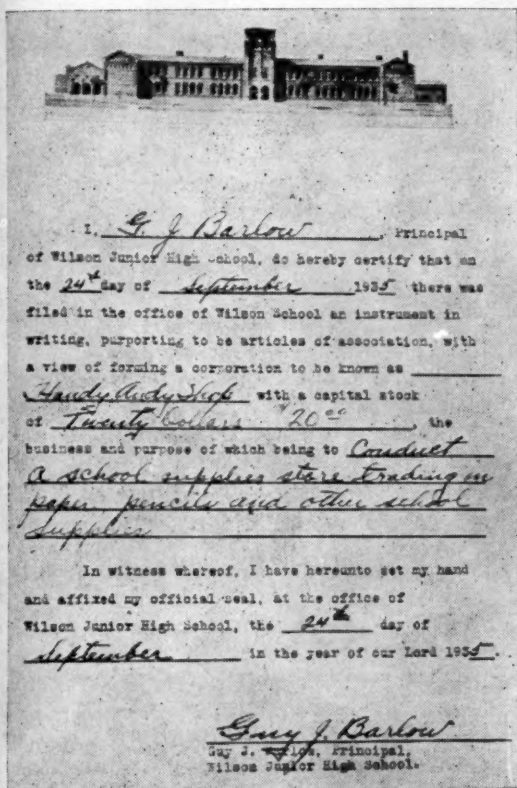 I, G. J Barlow, Principal
of Wilson Junior High School, do hereby certify that on
the 24th day of September 1935 there was
filed in the office of Wilson School an instrument in
writing, purporting to be articles of association, with
a view of forming a corporation to be known as
Handy Andy Shop with a capital stock
of Twenty Dollars $20.00, the
business and purpose of which being to Conduct
a school supplies store trading in
paper pencils and other school
supplies
In witness whereof, I have hereunto set my hand
and affixed my official seal, at the office of
Wilson Junior High School, the 24th day of
September in the year of our Lord 1935.
Guy J. Barlow
Guy J. Barlow, Principal,
Wilson Junior High School.